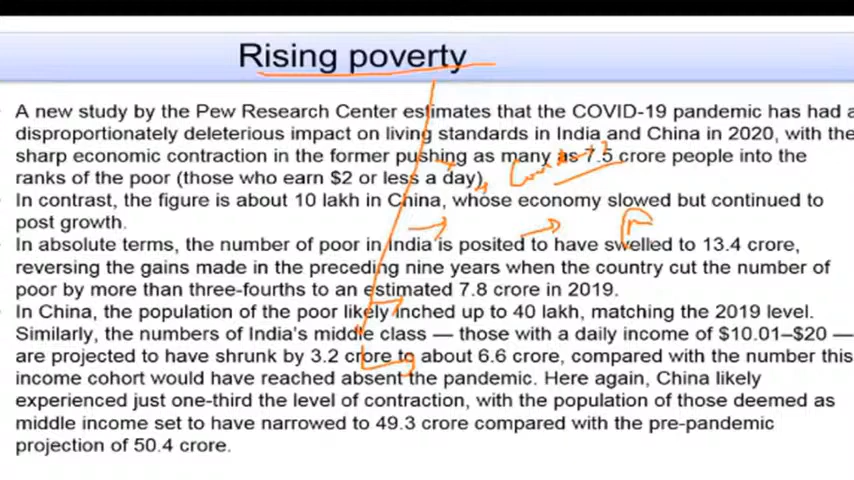 Rising poverty
A new study by the Pew Research Center estimates that the COVID-19 pandemic has had a
disproportionately deleterious impact on living standards in India and China in 2020, with the
sharp economic contraction in the former pushing as many as 7.5 crore people into the
ranks of the poor (those who earn $2 or less a day).
In contrast, the figure is about 10 lakh in China, whose economy slowed but continued to
post growth.
In absolute terms, the number of poor in India is posited to have swelled to 13.4 crore,
reversing the gains made in the preceding nine years when the country cut the number of
poor by more than three-fourths to an estimated 7.8 crore in 2019.
In China, the population of the poor likely inched up to 40 lakh, matching the 2019 level.
Similarly, the numbers of India's middle class — those with a daily income of $10.01–$20 —
are projected to have shrunk by 3.2 crore to about 6.6 crore, compared with the number this
income cohort would have reached absent the pandemic. Here again, China likely
experienced just one-third the level of contraction, with the population of those deemed as
middle income set to have narrowed to 49.3 crore compared with the pre-pandemic
projection of 50.4 crore.